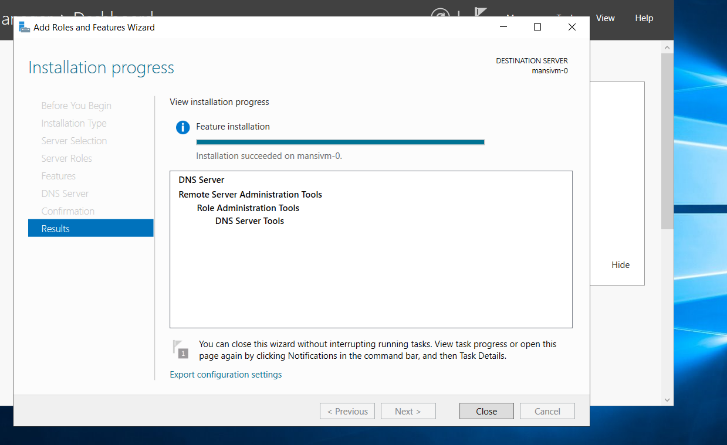 View
Help
Add Roles and Features Wizard
Installation progress
DESTINATION SERVER
mansivm-0
Before You Begin
Installation Type
Server Selection
Server Roles
Features
DNS Server
Confirmation
Results
View installation progress
Feature installation
Installation succeeded on mansivm-0.
DNS Server
Remote Server Administration Tools
Role Administration Tools
DNS Server Tools
Hide
1
You can close this wizard without interrupting running tasks. View task progress or open this
page again by clicking Notifications in the command bar, and then Task Details.
Export configuration settings
< Previous
Next >
Close
Cancel